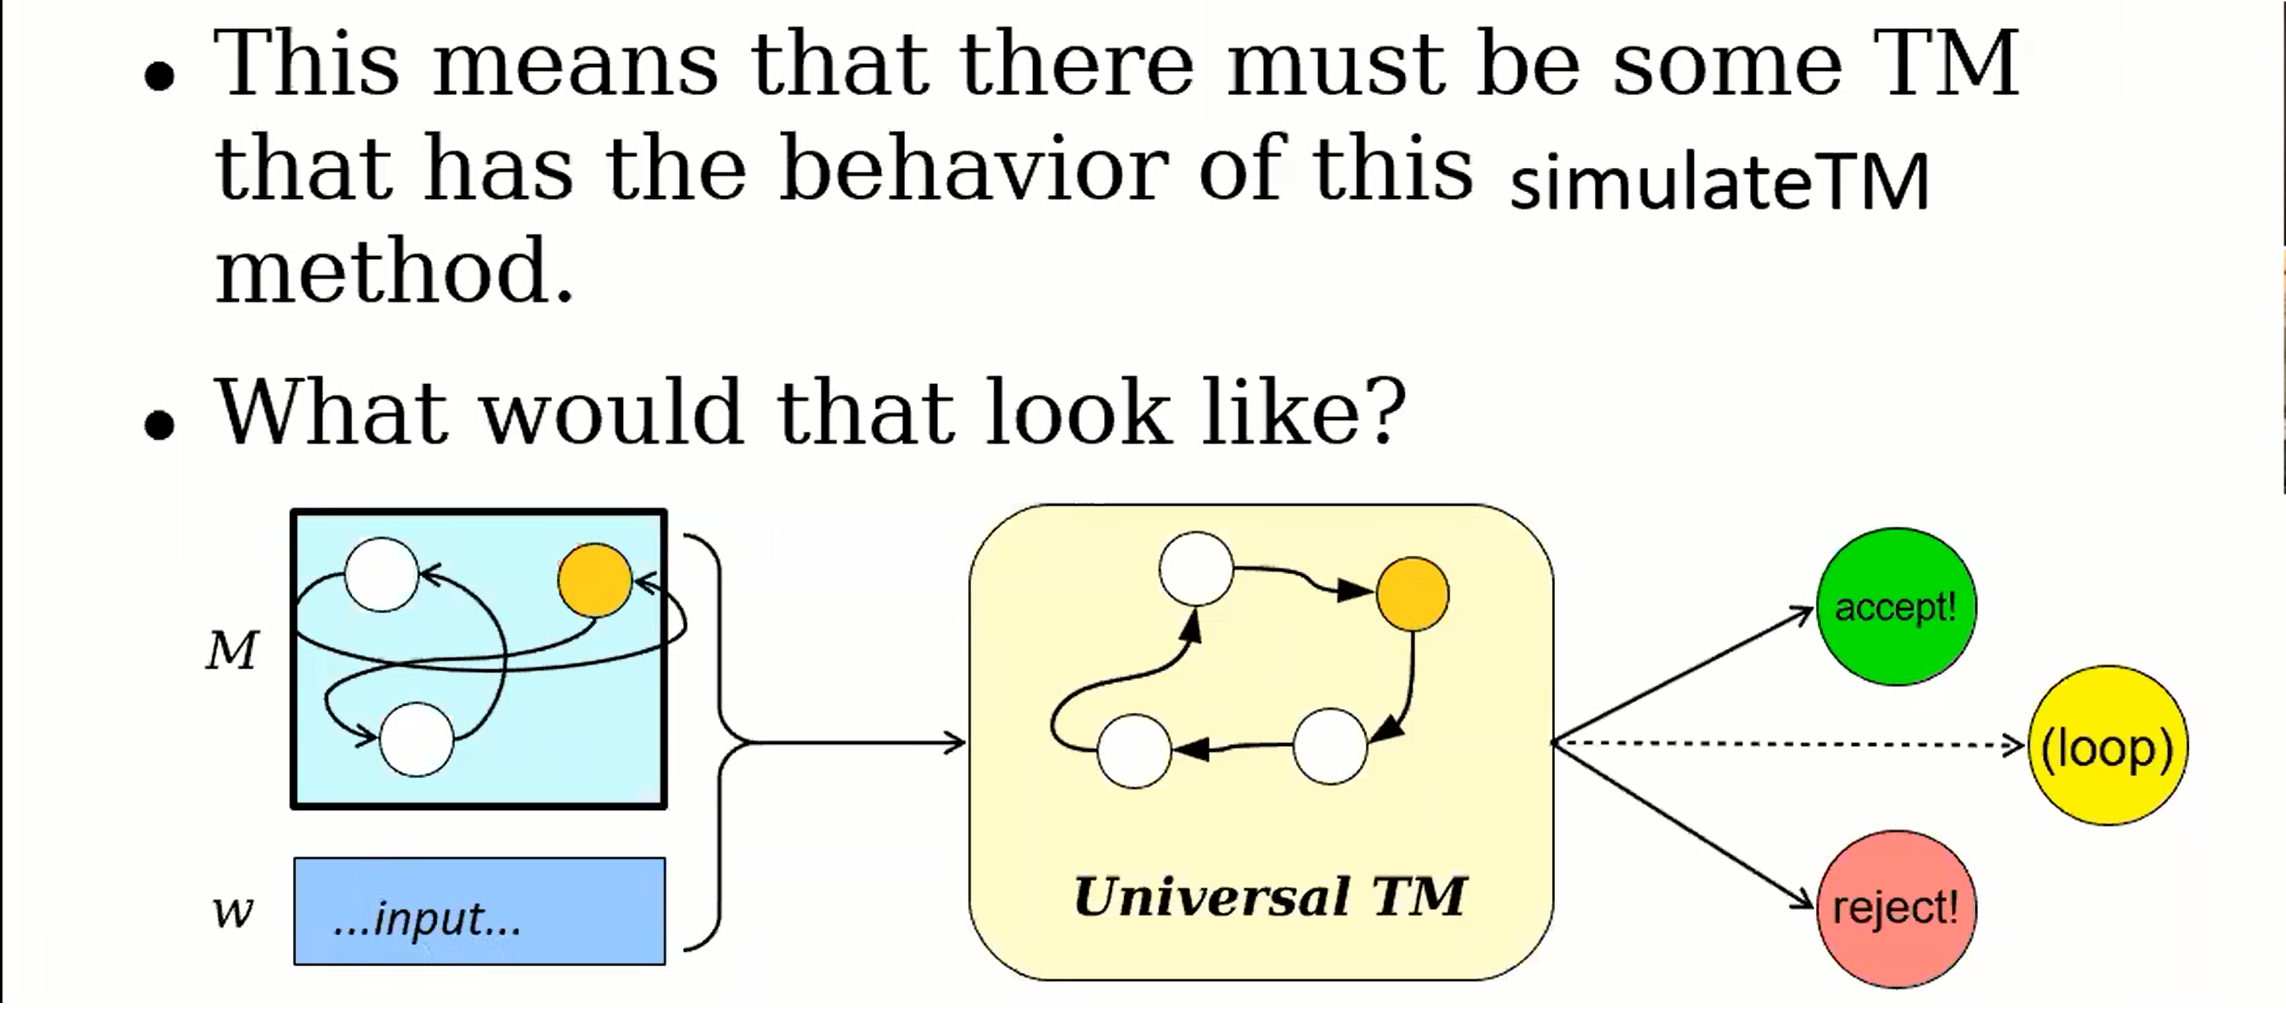 • This means that there must be some TM
that has the behavior of this simulateTM
method.
• What would that look like?
M
w
...input...
Universal TM
accept!
(loop)
reject!